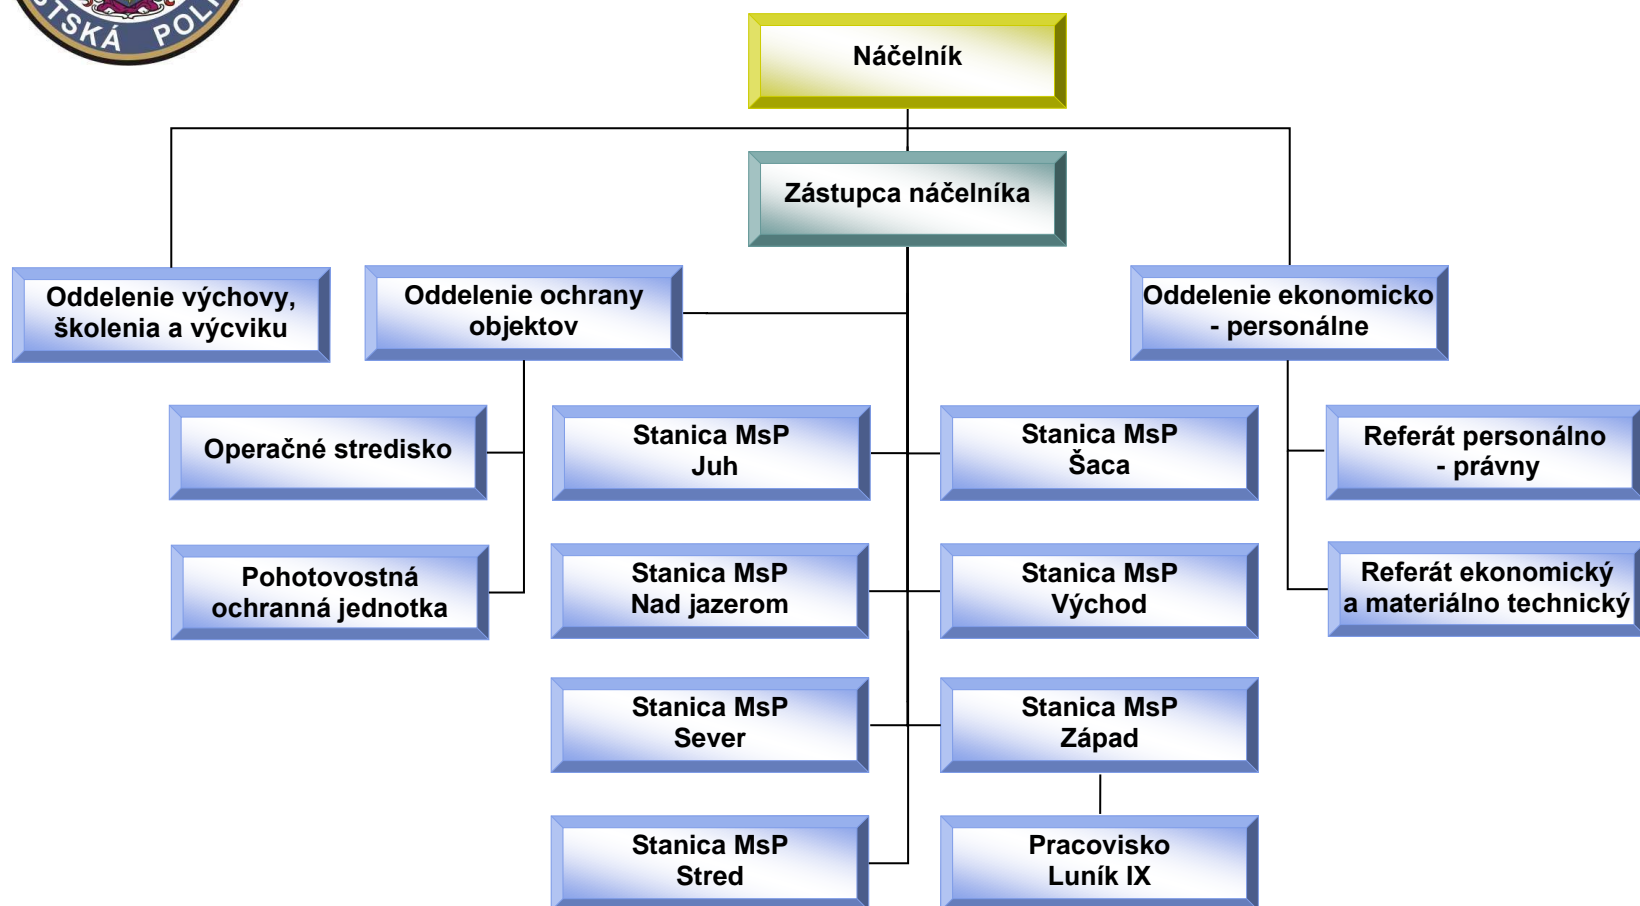 STSKÁ POLI
Náčelník
Zástupca náčelníka
Oddelenie výchovy,
školenia a výcviku
Oddelenie ochrany
objektov
Oddelenie ekonomicko
- personálne
Operačné stredisko
Stanica MsP
Juh
Stanica MsP
Šaca
Referát personálno
- právny
Pohotovostná
ochranná jednotka
Stanica MsP
Nad jazerom
Stanica MsP
Východ
Referát ekonomický
a materiálno technický
Stanica MsP
Sever
Stanica MsP
Západ
Stanica MsP
Stred
Pracovisko
Luník IX